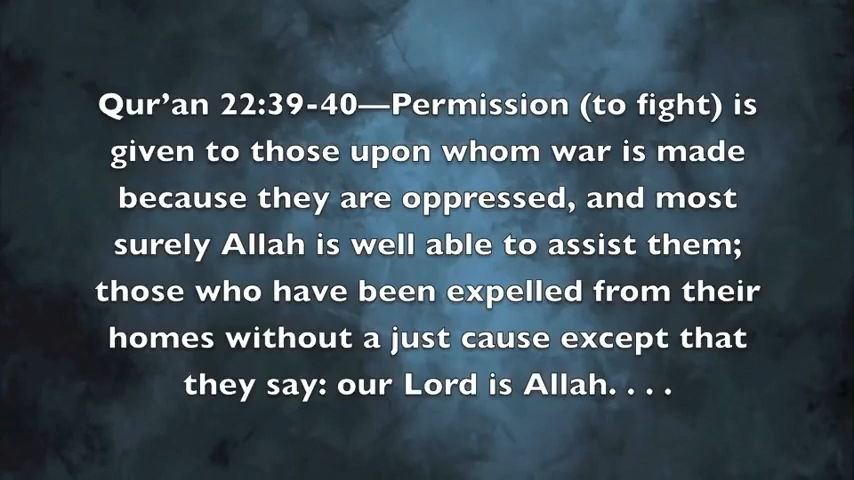 Qur’an 22:39-40—Permission (to fight) is
given to those upon whom war is made
because they are oppressed, and most
surely Allah is well able to assist them;
those who have been expelled from their
homes without a just cause except that
they say: our Lord is Allah. . . .